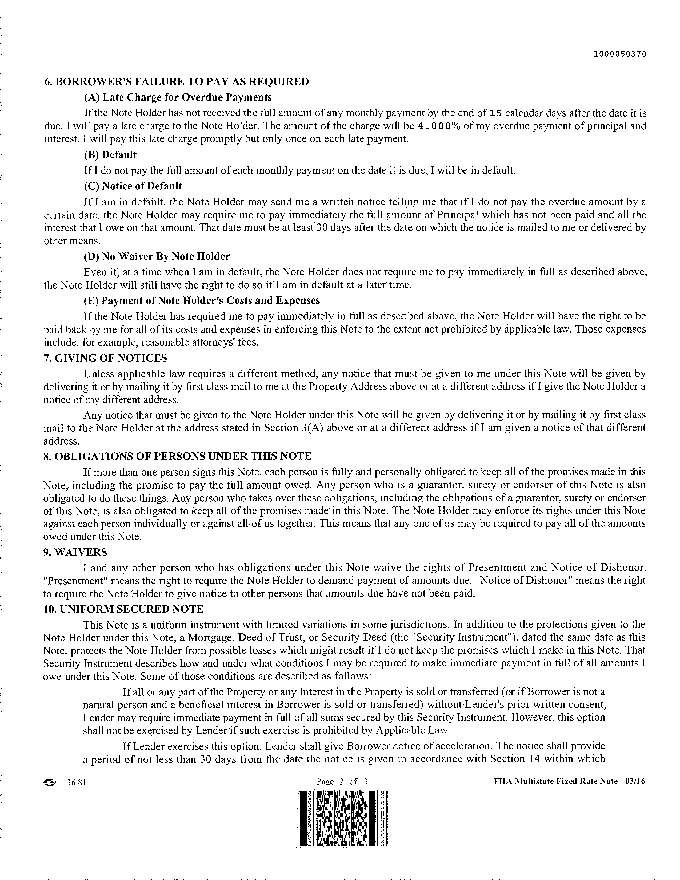 1000050370
6. BORROWER'S FAILURE TO PAY AS REQUIRED
(A) Late Charge for Overdue Payments
If the Note Holder has not received the full amount of any monthly payment by the end of 15 calendar days after the date it is
due, I will pay a late charge to the Note Holder. The amount of the charge will be 4.000% of my overdue payment of principal and
interest. I will pay this late charge promptly but only once on each late payment.
(B) Default
If I do not pay the full amount of each monthly payment on the date it is due, I will be in default.
(C) Notice of Default
If I am in default, the Note Holder may send me a written notice telling me that if I do not pay the overdue amount by a
certain date, the Note Holder may require me to pay immediately the full amount of Principal which has not been paid and all the
interest that I owe on that amount. That date must be at least 30 days after the date on which the notice is mailed to me or delivered by
other means.
(D) No Waiver By Note Holder
Even if, at a time when I am in default, the Note Holder does not require me to pay immediately in full as described above,
the Note Holder will still have the right to do so if I am in default at a later time.
(E) Payment of Note Holder's Costs and Expenses
If the Note Holder has required me to pay immediately in full as described above, the Note Holder will have the right to be
paid back by me for all of its costs and expenses in enforcing this Note to the extent not prohibited by applicable law. Those expenses
include, for example, reasonable attorneys' fees.
7. GIVING OF NOTICES
Unless applicable law requires a different method, any notice that must be given to me under this Note will be given by
delivering it or by mailing it by first class mail to me at the Property Address above or at a different address if I give the Note Holder a
notice of my different address.
Any notice that must be given to the Note Holder under this Note will be given by delivering it or by mailing it by first class
mail to the Note Holder at the address stated in Section 3(A) above or at a different address if I am given a notice of that different
address.
8. OBLIGATIONS OF PERSONS UNDER THIS NOTE
If more than one person signs this Note, each person is fully and personally obligated to keep all of the promises made in this
Note, including the promise to pay the full amount owed. Any person who is a guarantor, surety or endorser of this Note is also
obligated to do these things. Any person who takes over these obligations, including the obligations of a guarantor, surety or endorser
of this Note, is also obligated to keep all of the promises made in this Note. The Note Holder may enforce its rights under this Note
against each person individually or against all of us together. This means that any one of us may be required to pay all of the amounts
owed under this Note.
9. WAIVERS
I and any other person who has obligations under this Note waive the rights of Presentment and Notice of Dishonor.
"Presentment" means the right to require the Note Holder to demand payment of amounts due. "Notice of Dishonor" means the right
to require the Note Holder to give notice to other persons that amounts due have not been paid.
10. UNIFORM SECURED NOTE
This Note is a uniform instrument with limited variations in some jurisdictions. In addition to the protections given to the
Note Holder under this Note, a Mortgage, Deed of Trust, or Security Deed (the "Security Instrument"), dated the same date as this
Note, protects the Note Holder from possible losses which might result if I do not keep the promises which I make in this Note. That
Security Instrument describes how and under what conditions I may be required to make immediate payment in full of all amounts I
owe under this Note. Some of those conditions are described as follows:
If all or any part of the Property or any Interest in the Property is sold or transferred (or if Borrower is not a
natural person and a beneficial interest in Borrower is sold or transferred) without Lender's prior written consent,
Lender may require immediate payment in full of all sums secured by this Security Instrument. However, this option
shall not be exercised by Lender if such exercise is prohibited by Applicable Law.
If Lender exercises this option, Lender shall give Borrower notice of acceleration. The notice shall provide
a period of not less than 30 days from the date the notice is given in accordance with Section 14 within which
36.81 Page 2 of 3 FHA Multistate Fixed Rate Note 03/16